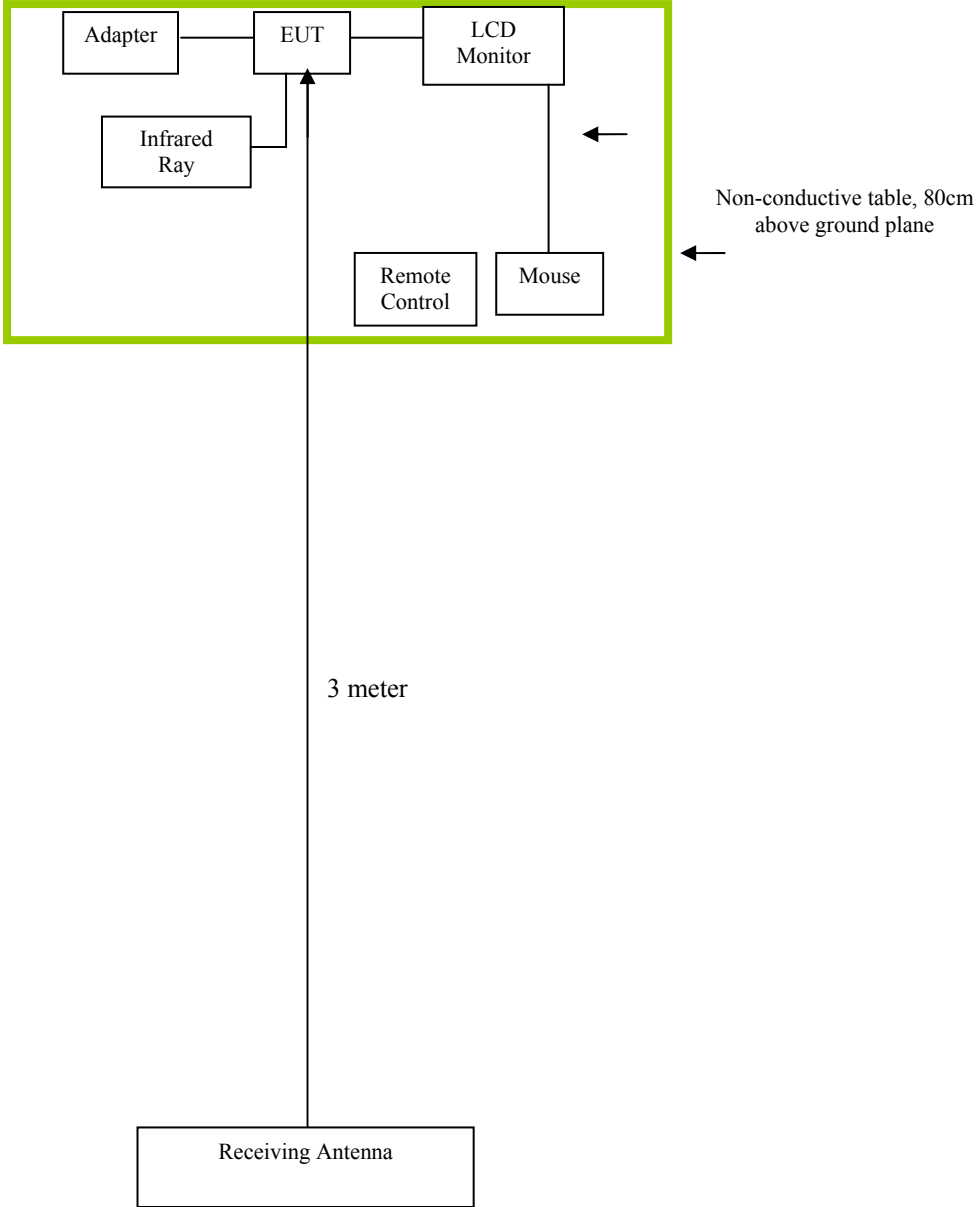 Adapter
EUT
LCD
Monitor
Infrared
Ray
Non-conductive table, 80cm
above ground plane
Remote
Control
Mouse
3 meter
Receiving Antenna